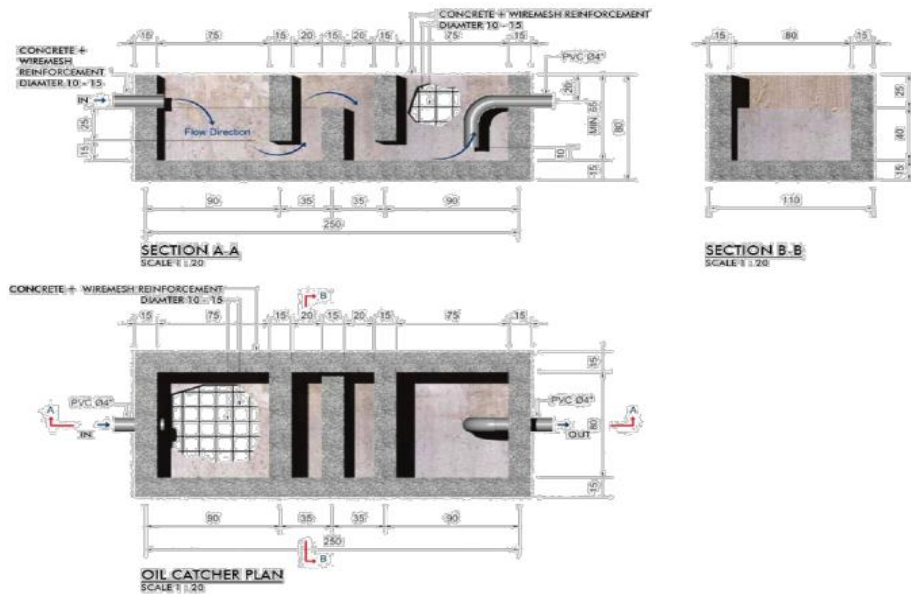 CONCRETE + WIREMESH REINFORCEMENT
DIAMTER 10 - 15
15 75 15 20 15 20 15 75 15
CONCRETE +
WIREMESH
REINFORCEMENT
DIAMTER 10 - 15
PVC Ø4"
IN
25
15
Flow Direction
20
MIN. 65
80
10
15
90 35 35 90
250
SECTION A-A
SCALE 1 : 20
15 80 15
25
40
15
110
SECTION B-B
SCALE 1 : 20
CONCRETE + WIREMESH REINFORCEMENT
DIAMTER 10 - 15
B
15 75 15 20 15 20 15 75 15
PVC Ø4"
A
IN
PVC Ø4"
A
OUT
15
80
15
90 35 35 90
250
B
OIL CATCHER PLAN
SCALE 1 : 20